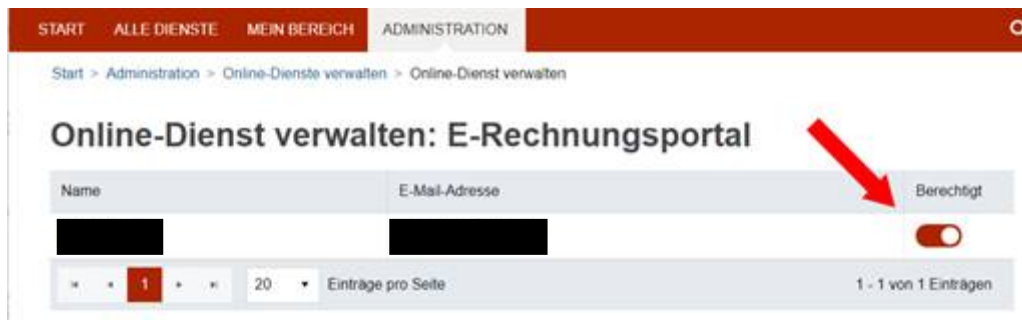 START ALLE DIENSTE MEIN BEREICH ADMINISTRATION
Start > Administration > Online-Dienste verwalten > Online-Dienst verwalten
Online-Dienst verwalten: E-Rechnungsportal
Name E-Mail-Adresse Berechtigt
1 20 Einträge pro Seite 1 - 1 von 1 Einträgen